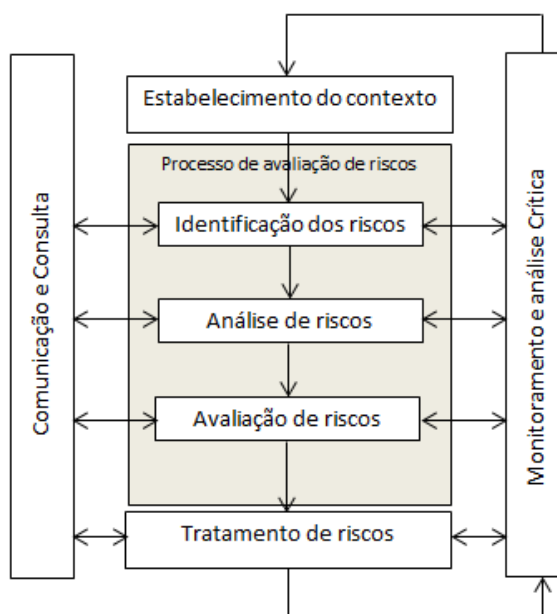 Estabelecimento do contexto
Processo de avaliação de riscos
Identificação dos riscos
Análise de riscos
Avaliação de riscos
Tratamento de riscos
Comunicação e Consulta
Monitoramento e análise Crítica